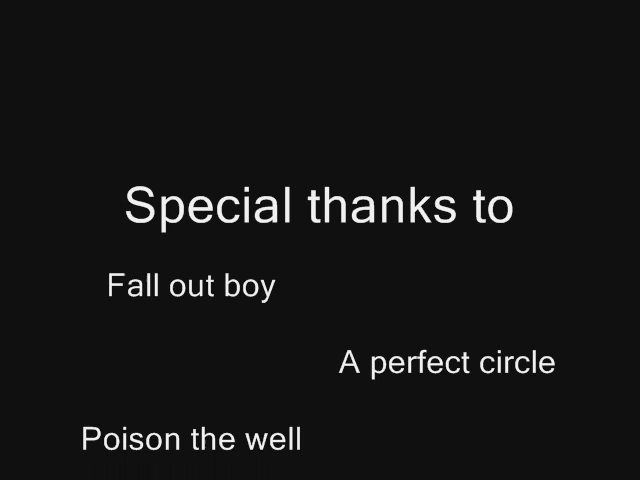 Special thanks to
Fall out boy
A perfect circle
Poison the well